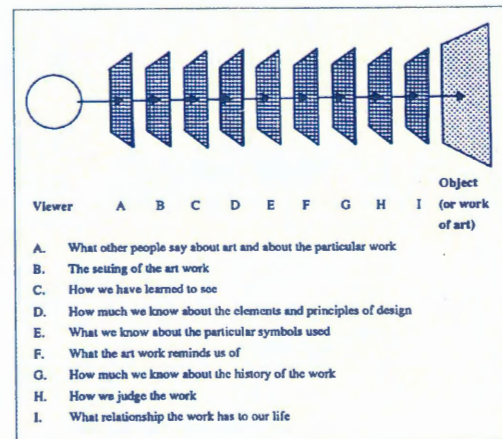 Object
Viewer A B C D E F G H I (or work
of art)
A. What other people say about art and about the particular work
B. The setting of the art work
C. How we have learned to see
D. How much we know about the elements and principles of design
E. What we know about the particular symbols used
F. What the art work reminds us of
G. How much we know about the history of the work
H. How we judge the work
I. What relationship the work has to our life